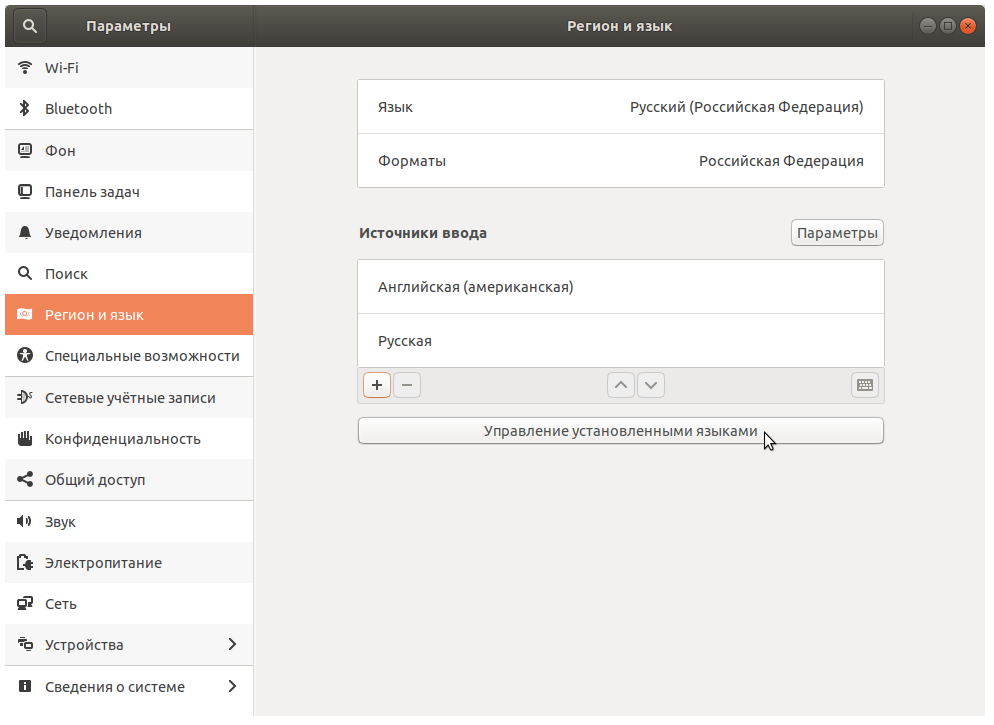 Параметры
Регион и язык
Wi-Fi
Bluetooth
Фон
Панель задач
Уведомления
Поиск
Регион и язык
Специальные возможности
Сетевые учётные записи
Конфиденциальность
Общий доступ
Звук
Электропитание
Сеть
Устройства
Сведения о системе
Язык Русский (Российская Федерация)
Форматы Российская Федерация
Источники ввода Параметры
Английская (американская)
Русская
Управление установленными языками